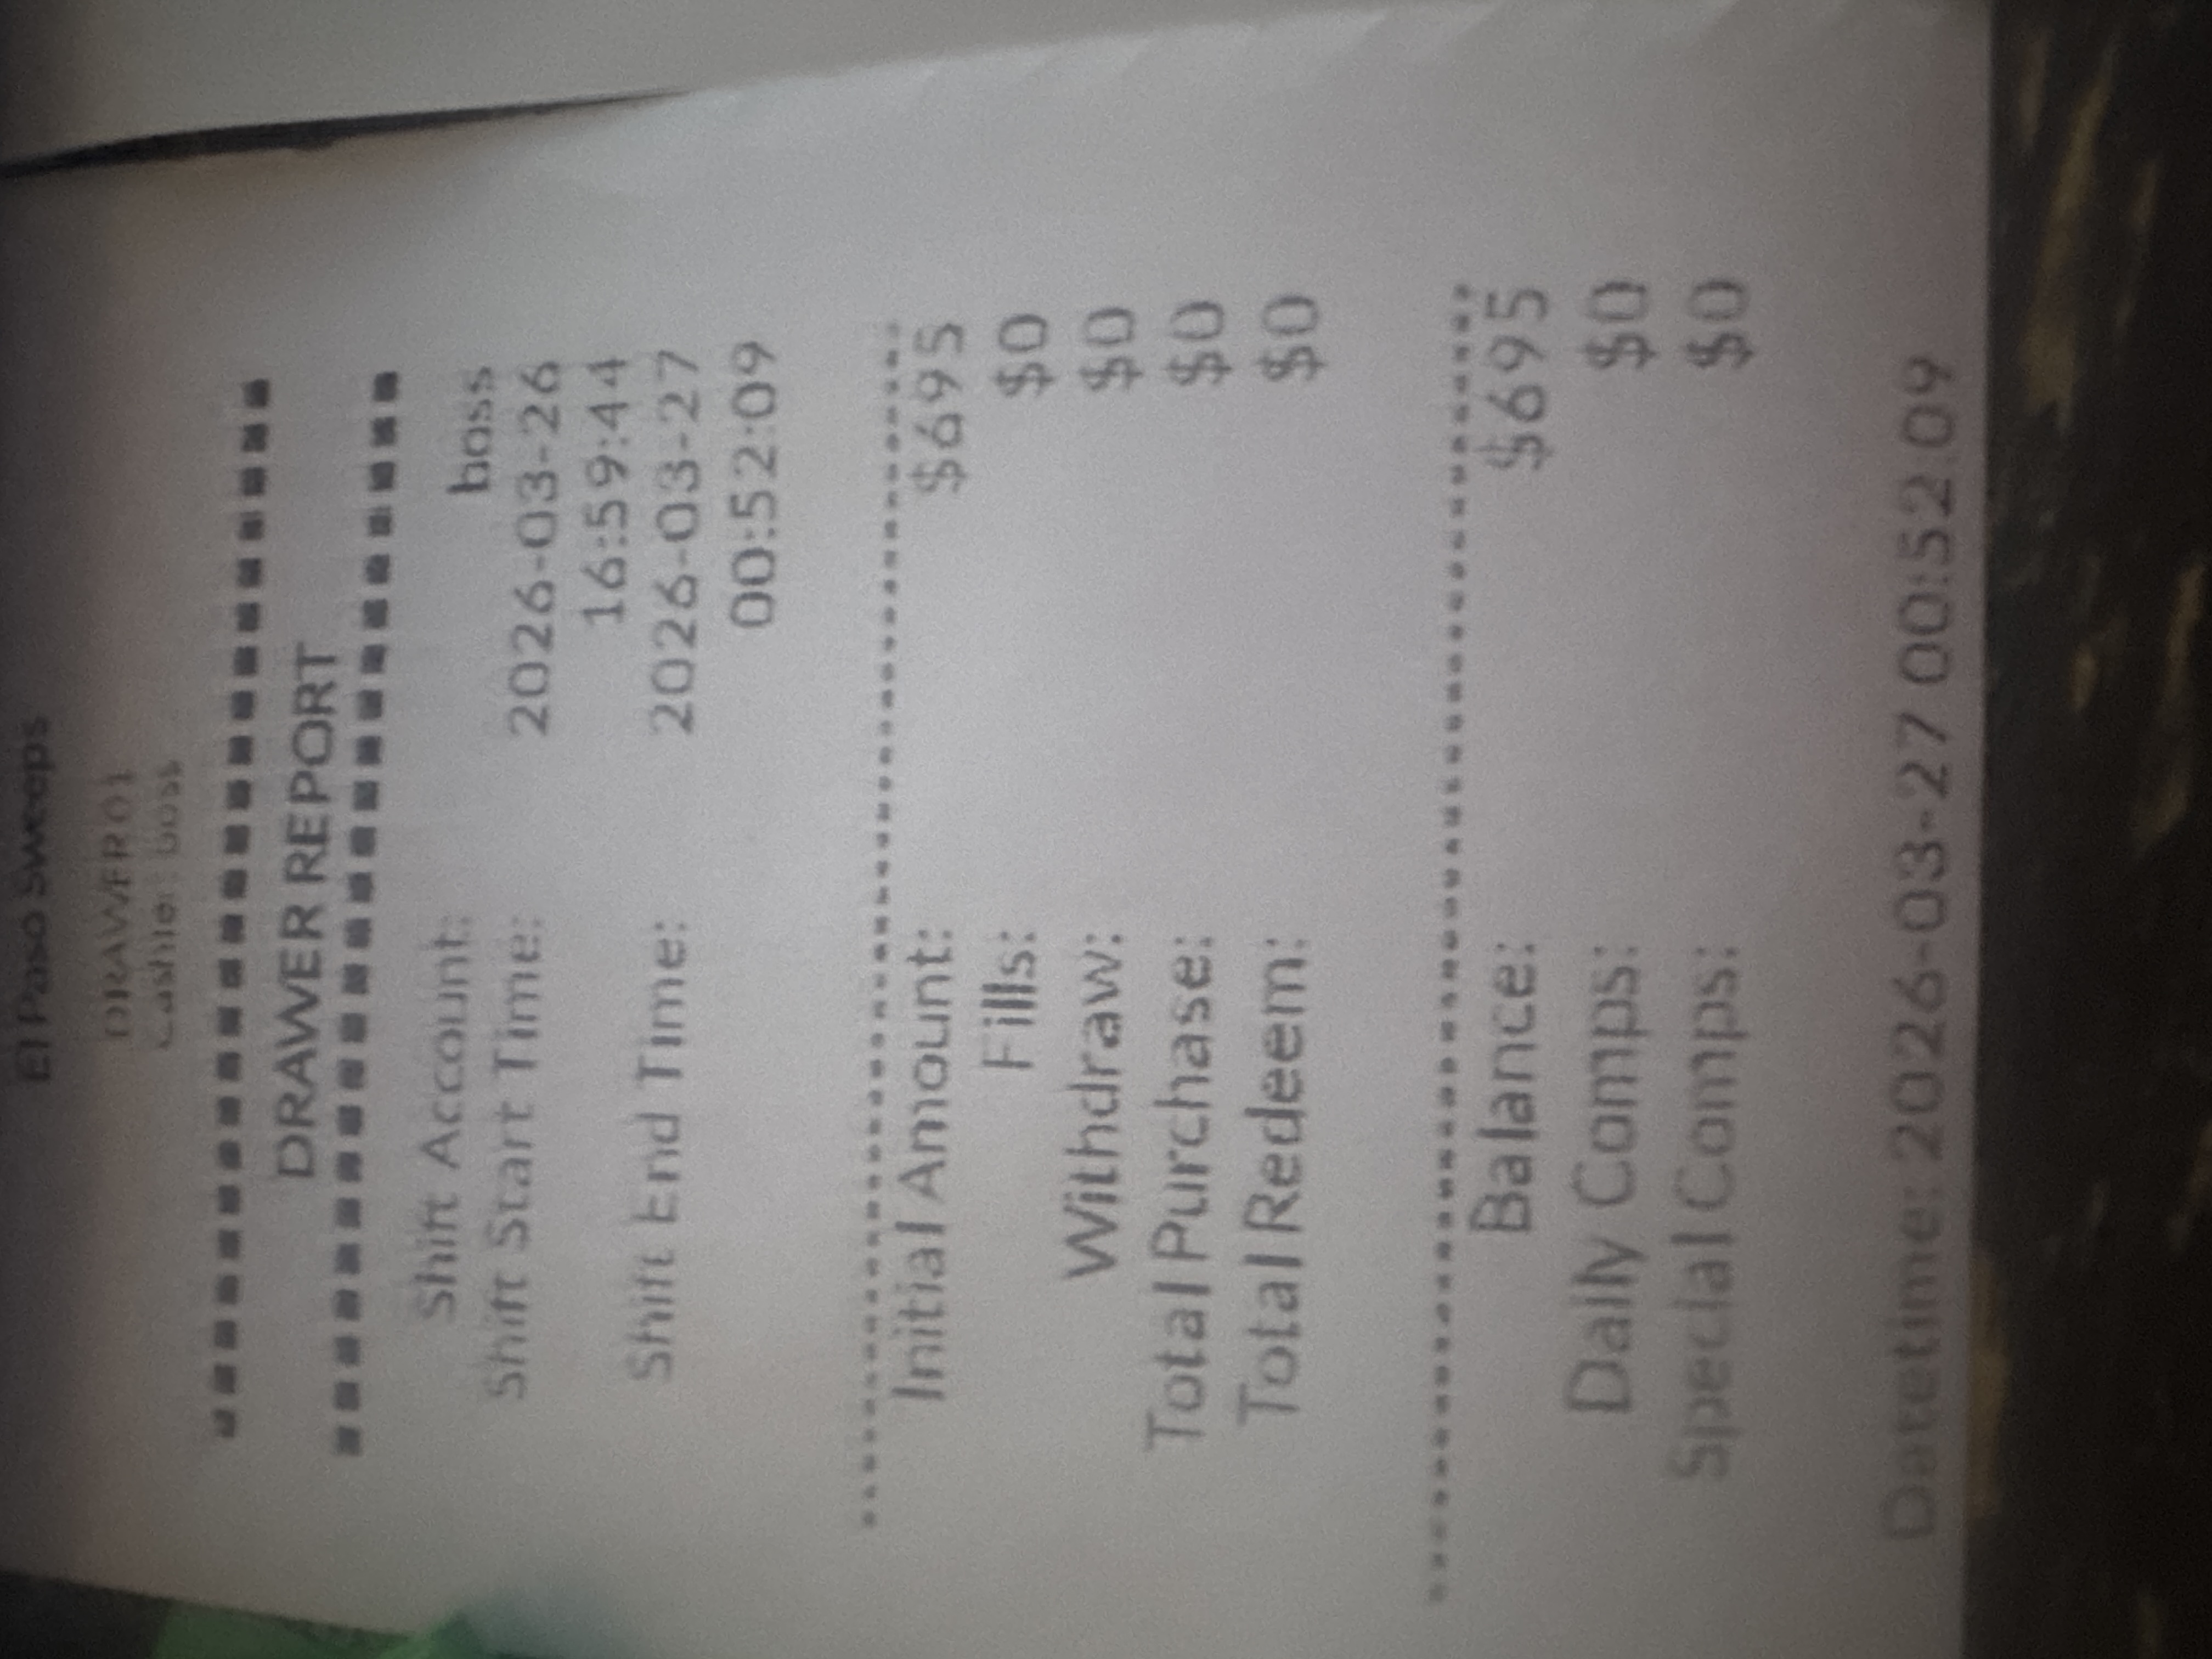 El Paso Sweeps
DRAWER01
Cashier: boss
DRAWER REPORT
Shift Account: boss
Shift Start Time: 2026-03-26
16:59:44
Shift End Time: 2026-03-27
00:52:09
Initial Amount: $695
Fills: $0
Withdraw: $0
Total Purchase: $0
Total Redeem: $0
Balance: $695
Daily Comps: $0
Special Comps: $0
Datetime: 2026-03-27 00:52:09